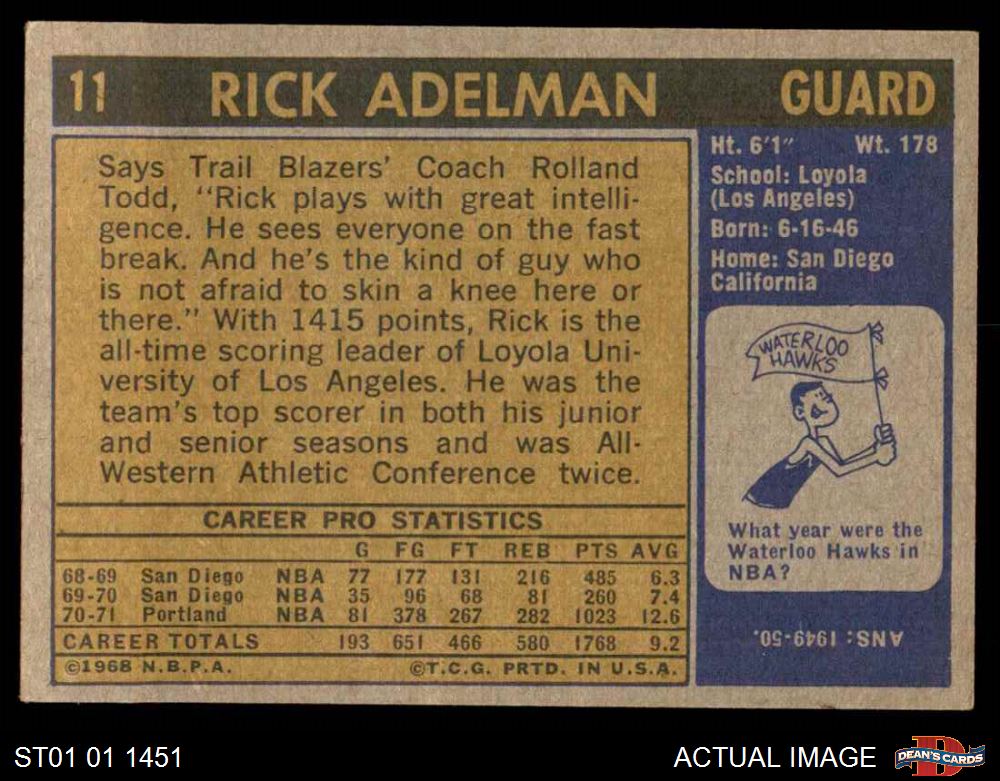 11 RICK ADELMAN GUARD
Says Trail Blazers' Coach Rolland
Todd, "Rick plays with great intelli-
gence. He sees everyone on the fast
break. And he's the kind of guy who
is not afraid to skin a knee here or
there." With 1415 points, Rick is the
all-time scoring leader of Loyola Uni-
versity of Los Angeles. He was the
team's top scorer in both his junior
and senior seasons and was All-
Western Athletic Conference twice.
CAREER PRO STATISTICS
G FG FT REB PTS AVG
68-69 San Diego NBA 77 177 131 216 485 6.3
69-70 San Diego NBA 35 96 68 81 260 7.4
70-71 Portland NBA 81 378 267 282 1023 12.6
CAREER TOTALS 193 651 466 580 1768 9.2
©1968 N.B.P.A. ©T.C.G. PRTD. IN U.S.A.
Ht. 6'1" Wt. 178
School: Loyola
(Los Angeles)
Born: 6-16-46
Home: San Diego
California
WATERLOO
HAWKS
What year were the
Waterloo Hawks in
NBA?
ANS: 1949-50.
ST01 01 1451 ACTUAL IMAGE
D
DEAN'S CARDS